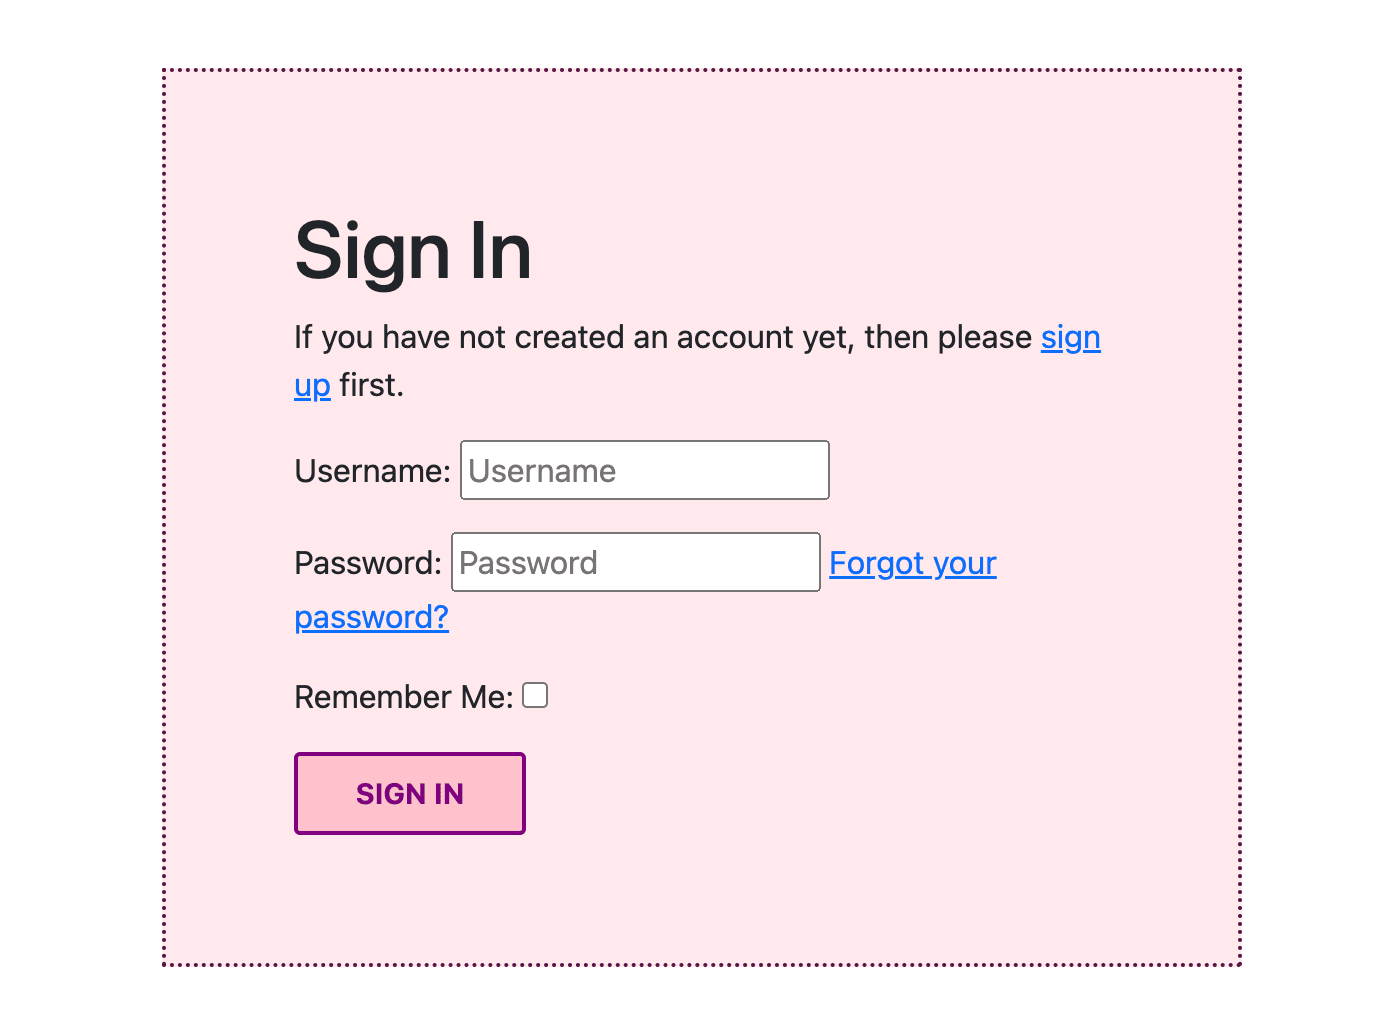 Sign In
If you have not created an account yet, then please sign
up first.
Username: Username
Password: Password Forgot your
password?
Remember Me:
SIGN IN